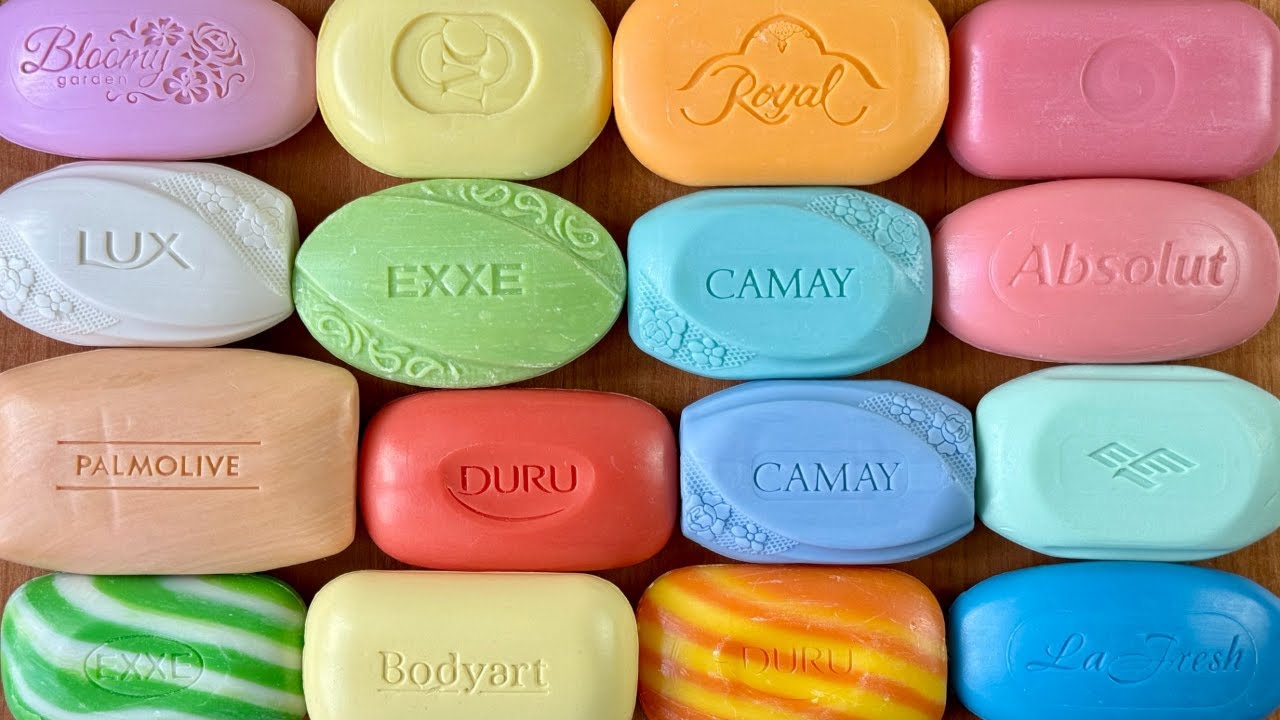 Bloomy
garden
Royal
LUX
EXXE
CAMAY
Absolut
PALMOLIVE
DURU
CAMAY
EXXE
Bodyart
DURU
La Fresh